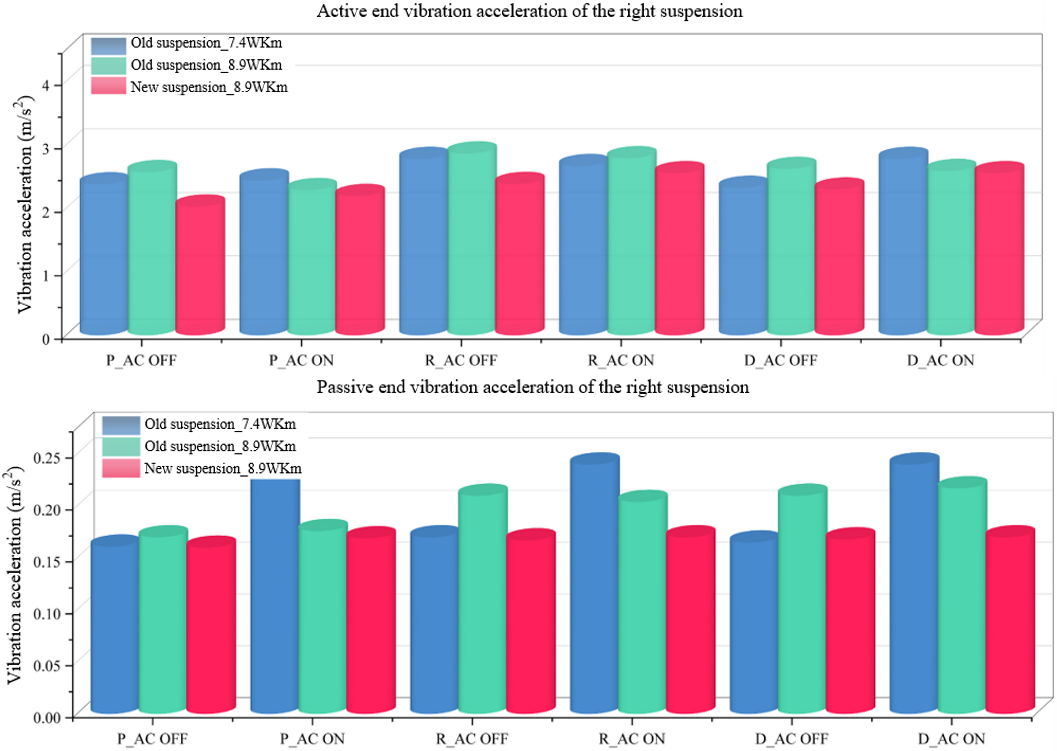 Active end vibration acceleration of the right suspension
Old suspension_7.4WKm
Old suspension_8.9WKm
New suspension_8.9WKm
Vibration acceleration (m/s²)
4
3
2
1
0
P_AC OFF P_AC ON R_AC OFF R_AC ON D_AC OFF D_AC ON
Passive end vibration acceleration of the right suspension
Old suspension_7.4WKm
Old suspension_8.9WKm
New suspension_8.9WKm
Vibration acceleration (m/s²)
0.25
0.20
0.15
0.10
0.05
0.00
P_AC OFF P_AC ON R_AC OFF R_AC ON D_AC OFF D_AC ON